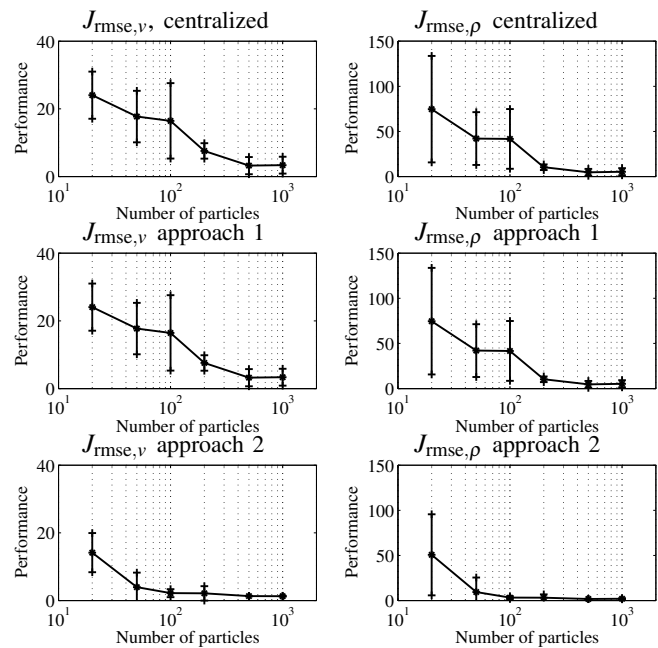 J_rmse,v, centralized
Performance
40
20
0
10^1
10^2
10^3
Number of particles
J_rmse,ρ centralized
Performance
150
100
50
0
10^1
10^2
10^3
Number of particles
J_rmse,v approach 1
Performance
40
20
0
10^1
10^2
10^3
Number of particles
J_rmse,ρ approach 1
Performance
150
100
50
0
10^1
10^2
10^3
Number of particles
J_rmse,v approach 2
Performance
40
20
0
10^1
10^2
10^3
Number of particles
J_rmse,ρ approach 2
Performance
150
100
50
0
10^1
10^2
10^3
Number of particles